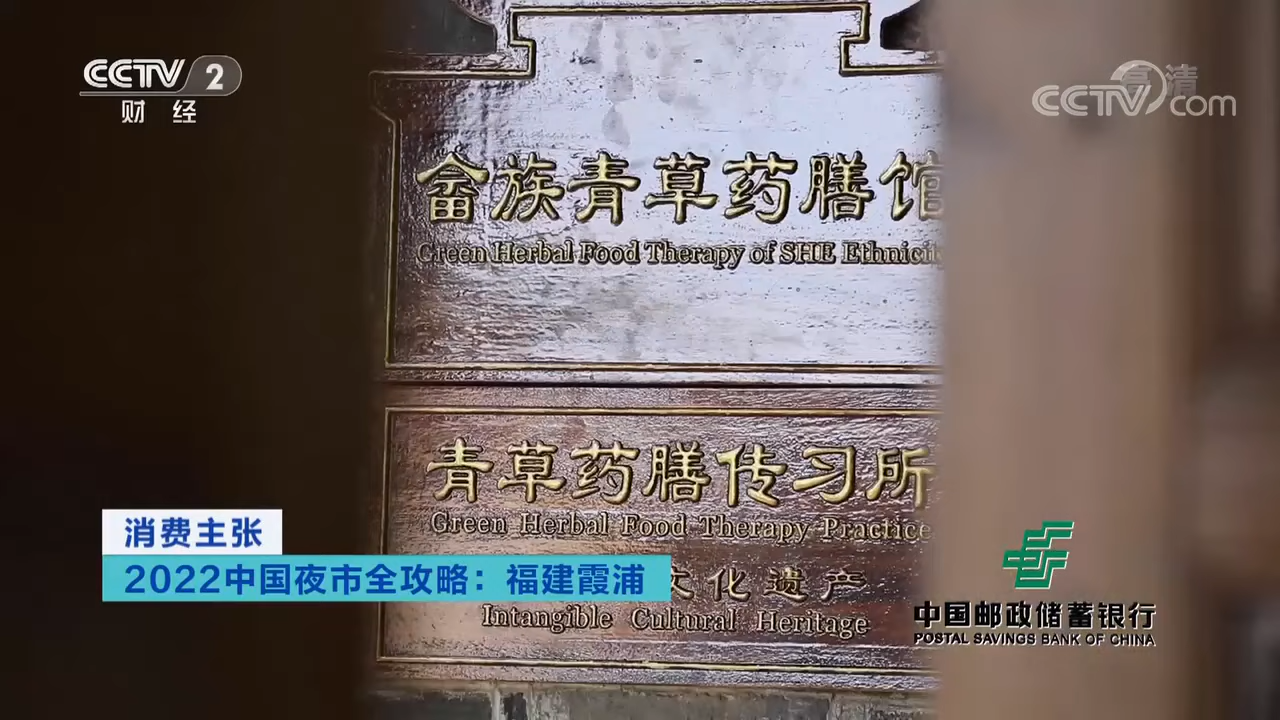 CCTV 2
财 经
高清
CCTV com
畲族青草药膳馆
Green Herbal Food Therapy of SHE Ethnicit
青草药膳传习所
Green Herbal Food Therapy Practice
文化遗产
Intangible Cultural Heritage
消费主张
2022中国夜市全攻略：福建霞浦
中国邮政储蓄银行
POSTAL SAVINGS BANK OF CHINA